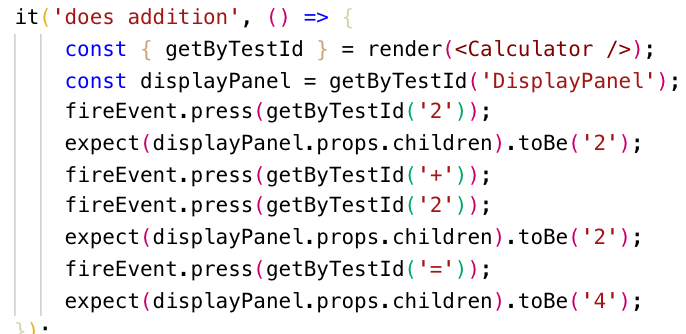 it('does addition', () => {
const { getByTestId } = render(<Calculator />);
const displayPanel = getByTestId('DisplayPanel');
fireEvent.press(getByTestId('2'));
expect(displayPanel.props.children).toBe('2');
fireEvent.press(getByTestId('+'));
fireEvent.press(getByTestId('2'));
expect(displayPanel.props.children).toBe('2');
fireEvent.press(getByTestId('='));
expect(displayPanel.props.children).toBe('4');
});